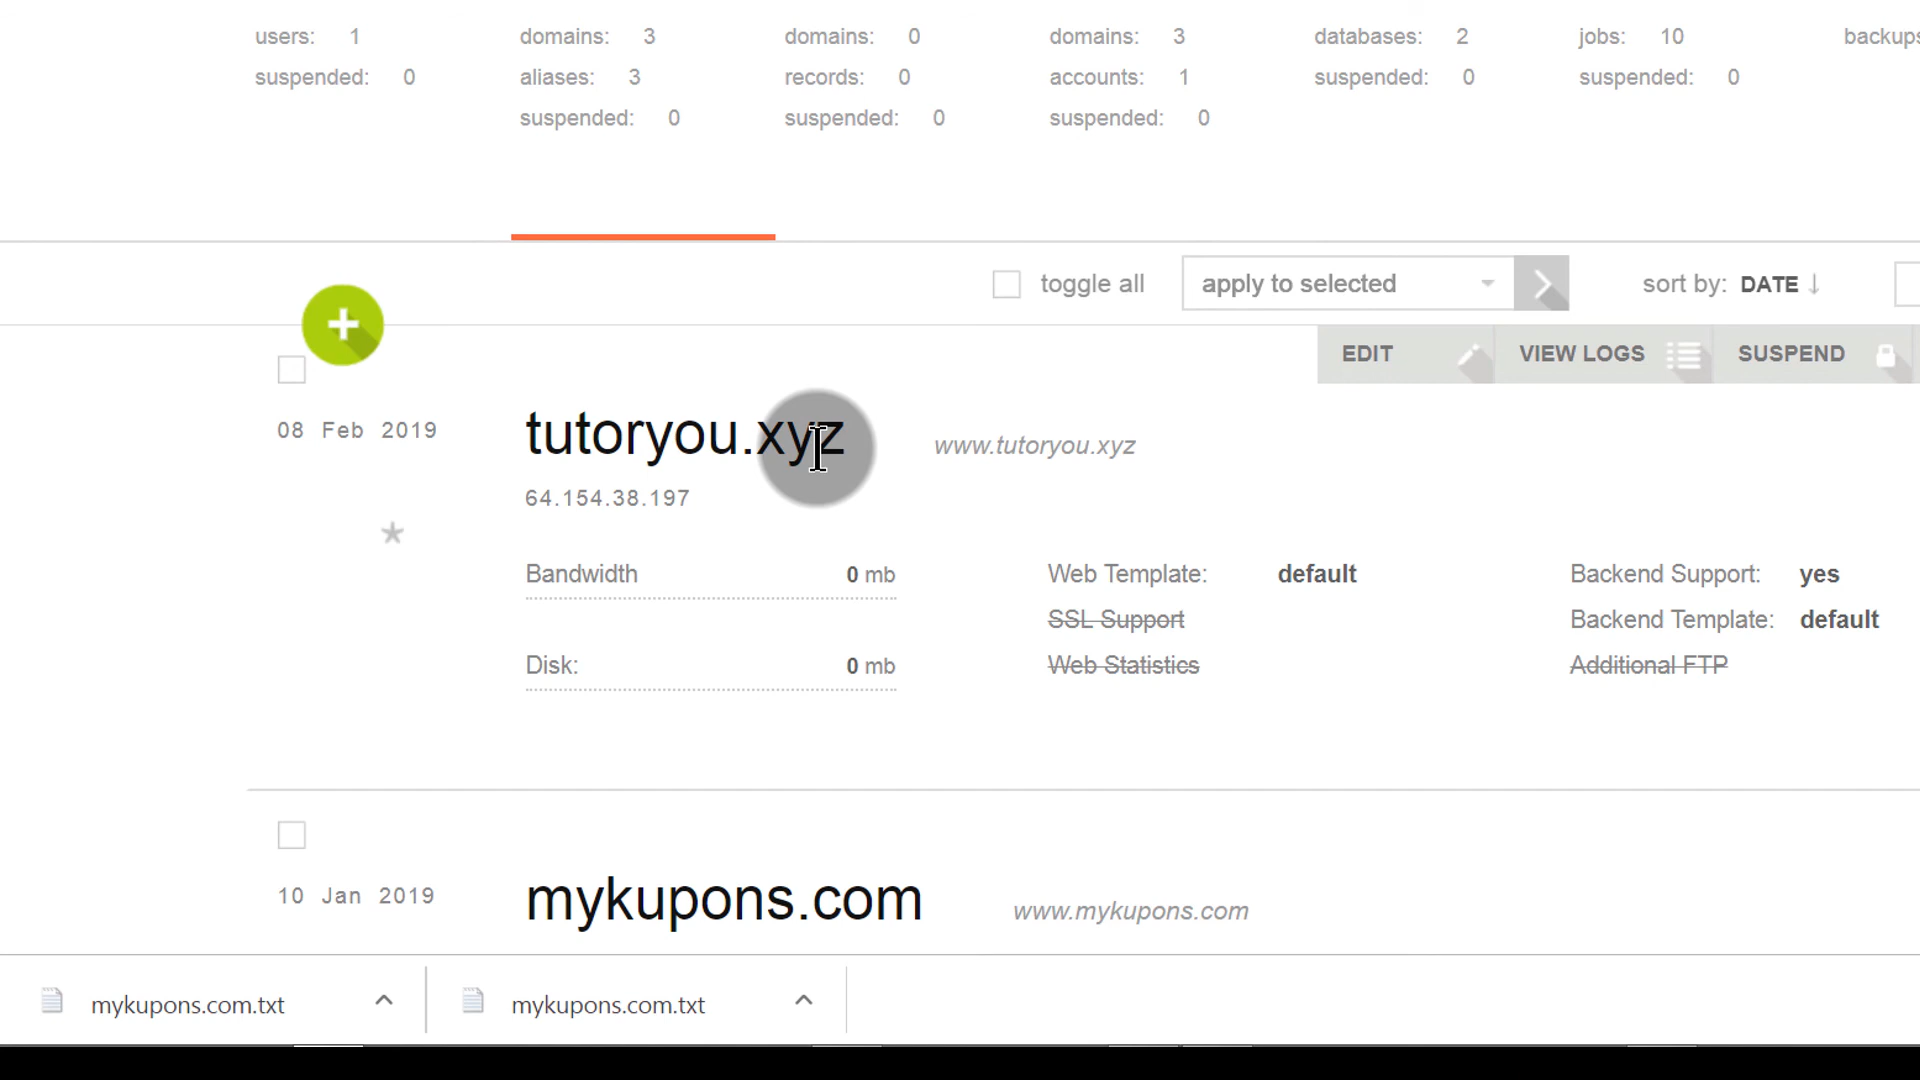 users: 1 domains: 3 domains: 0 domains: 3 databases: 2 jobs: 10 backups
suspended: 0 aliases: 3 records: 0 accounts: 1 suspended: 0 suspended: 0
suspended: 0 suspended: 0 suspended: 0
toggle all apply to selected sort by: DATE ↓
EDIT VIEW LOGS SUSPEND
08 Feb 2019 tutoryou.xyz www.tutoryou.xyz
64.154.38.197
Bandwidth 0 mb Web Template: default Backend Support: yes
SSL Support Backend Template: default
Disk: 0 mb Web Statistics Additional FTP
10 Jan 2019 mykupons.com www.mykupons.com
mykupons.com.txt mykupons.com.txt